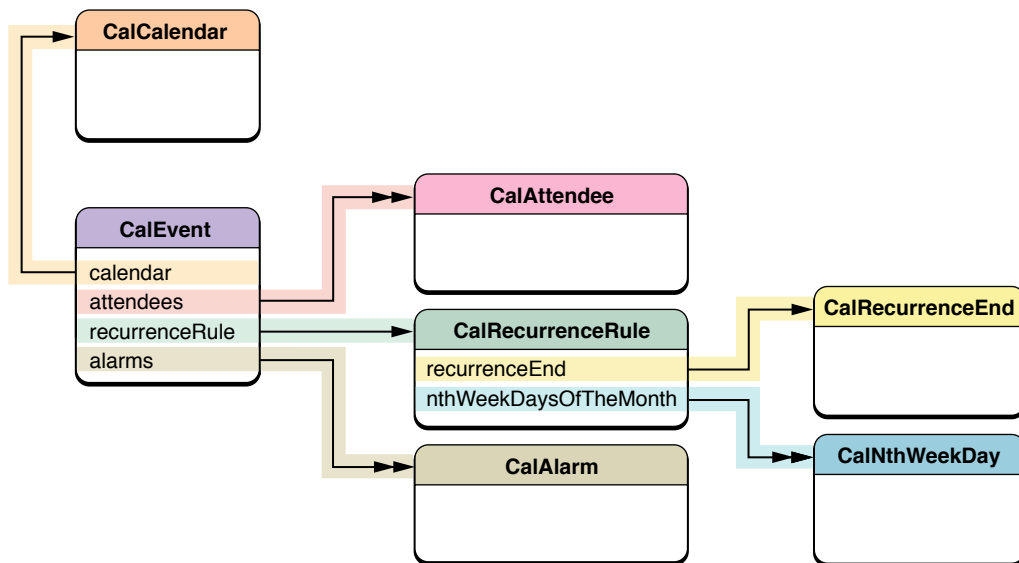 CalCalendar
CalEvent
calendar
attendees
recurrenceRule
alarms
CalAttendee
CalRecurrenceRule
recurrenceEnd
nthWeekDaysOfTheMonth
CalAlarm
CalRecurrenceEnd
CalNthWeekDay